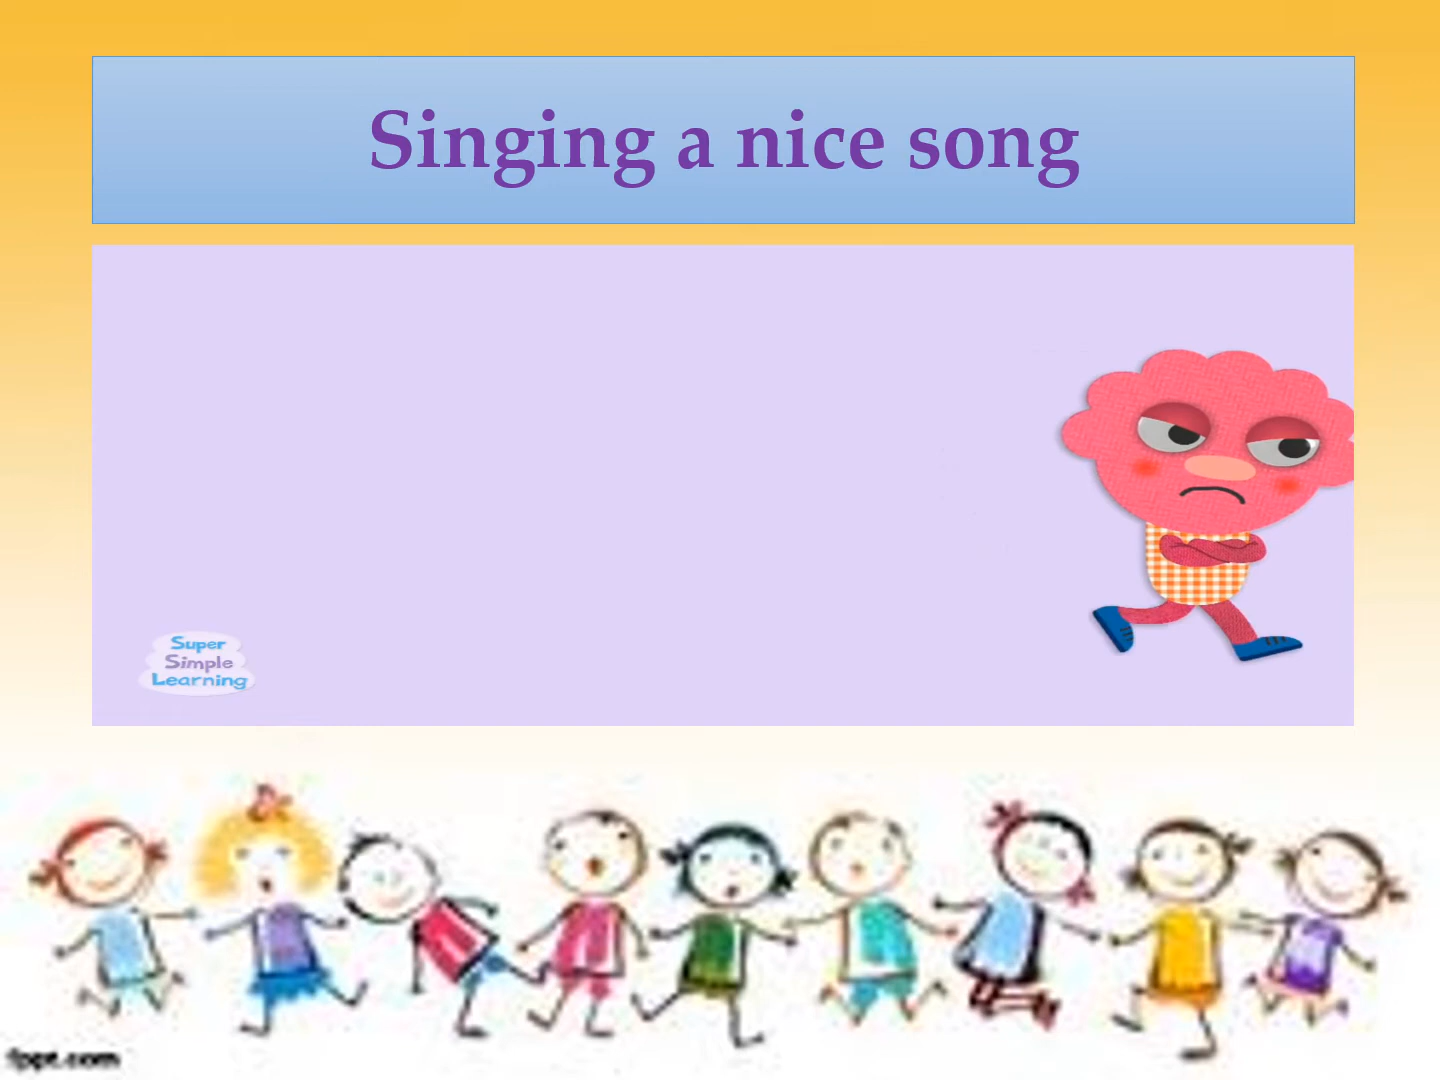 Singing a nice song
Super
Simple
Learning
fppt.com